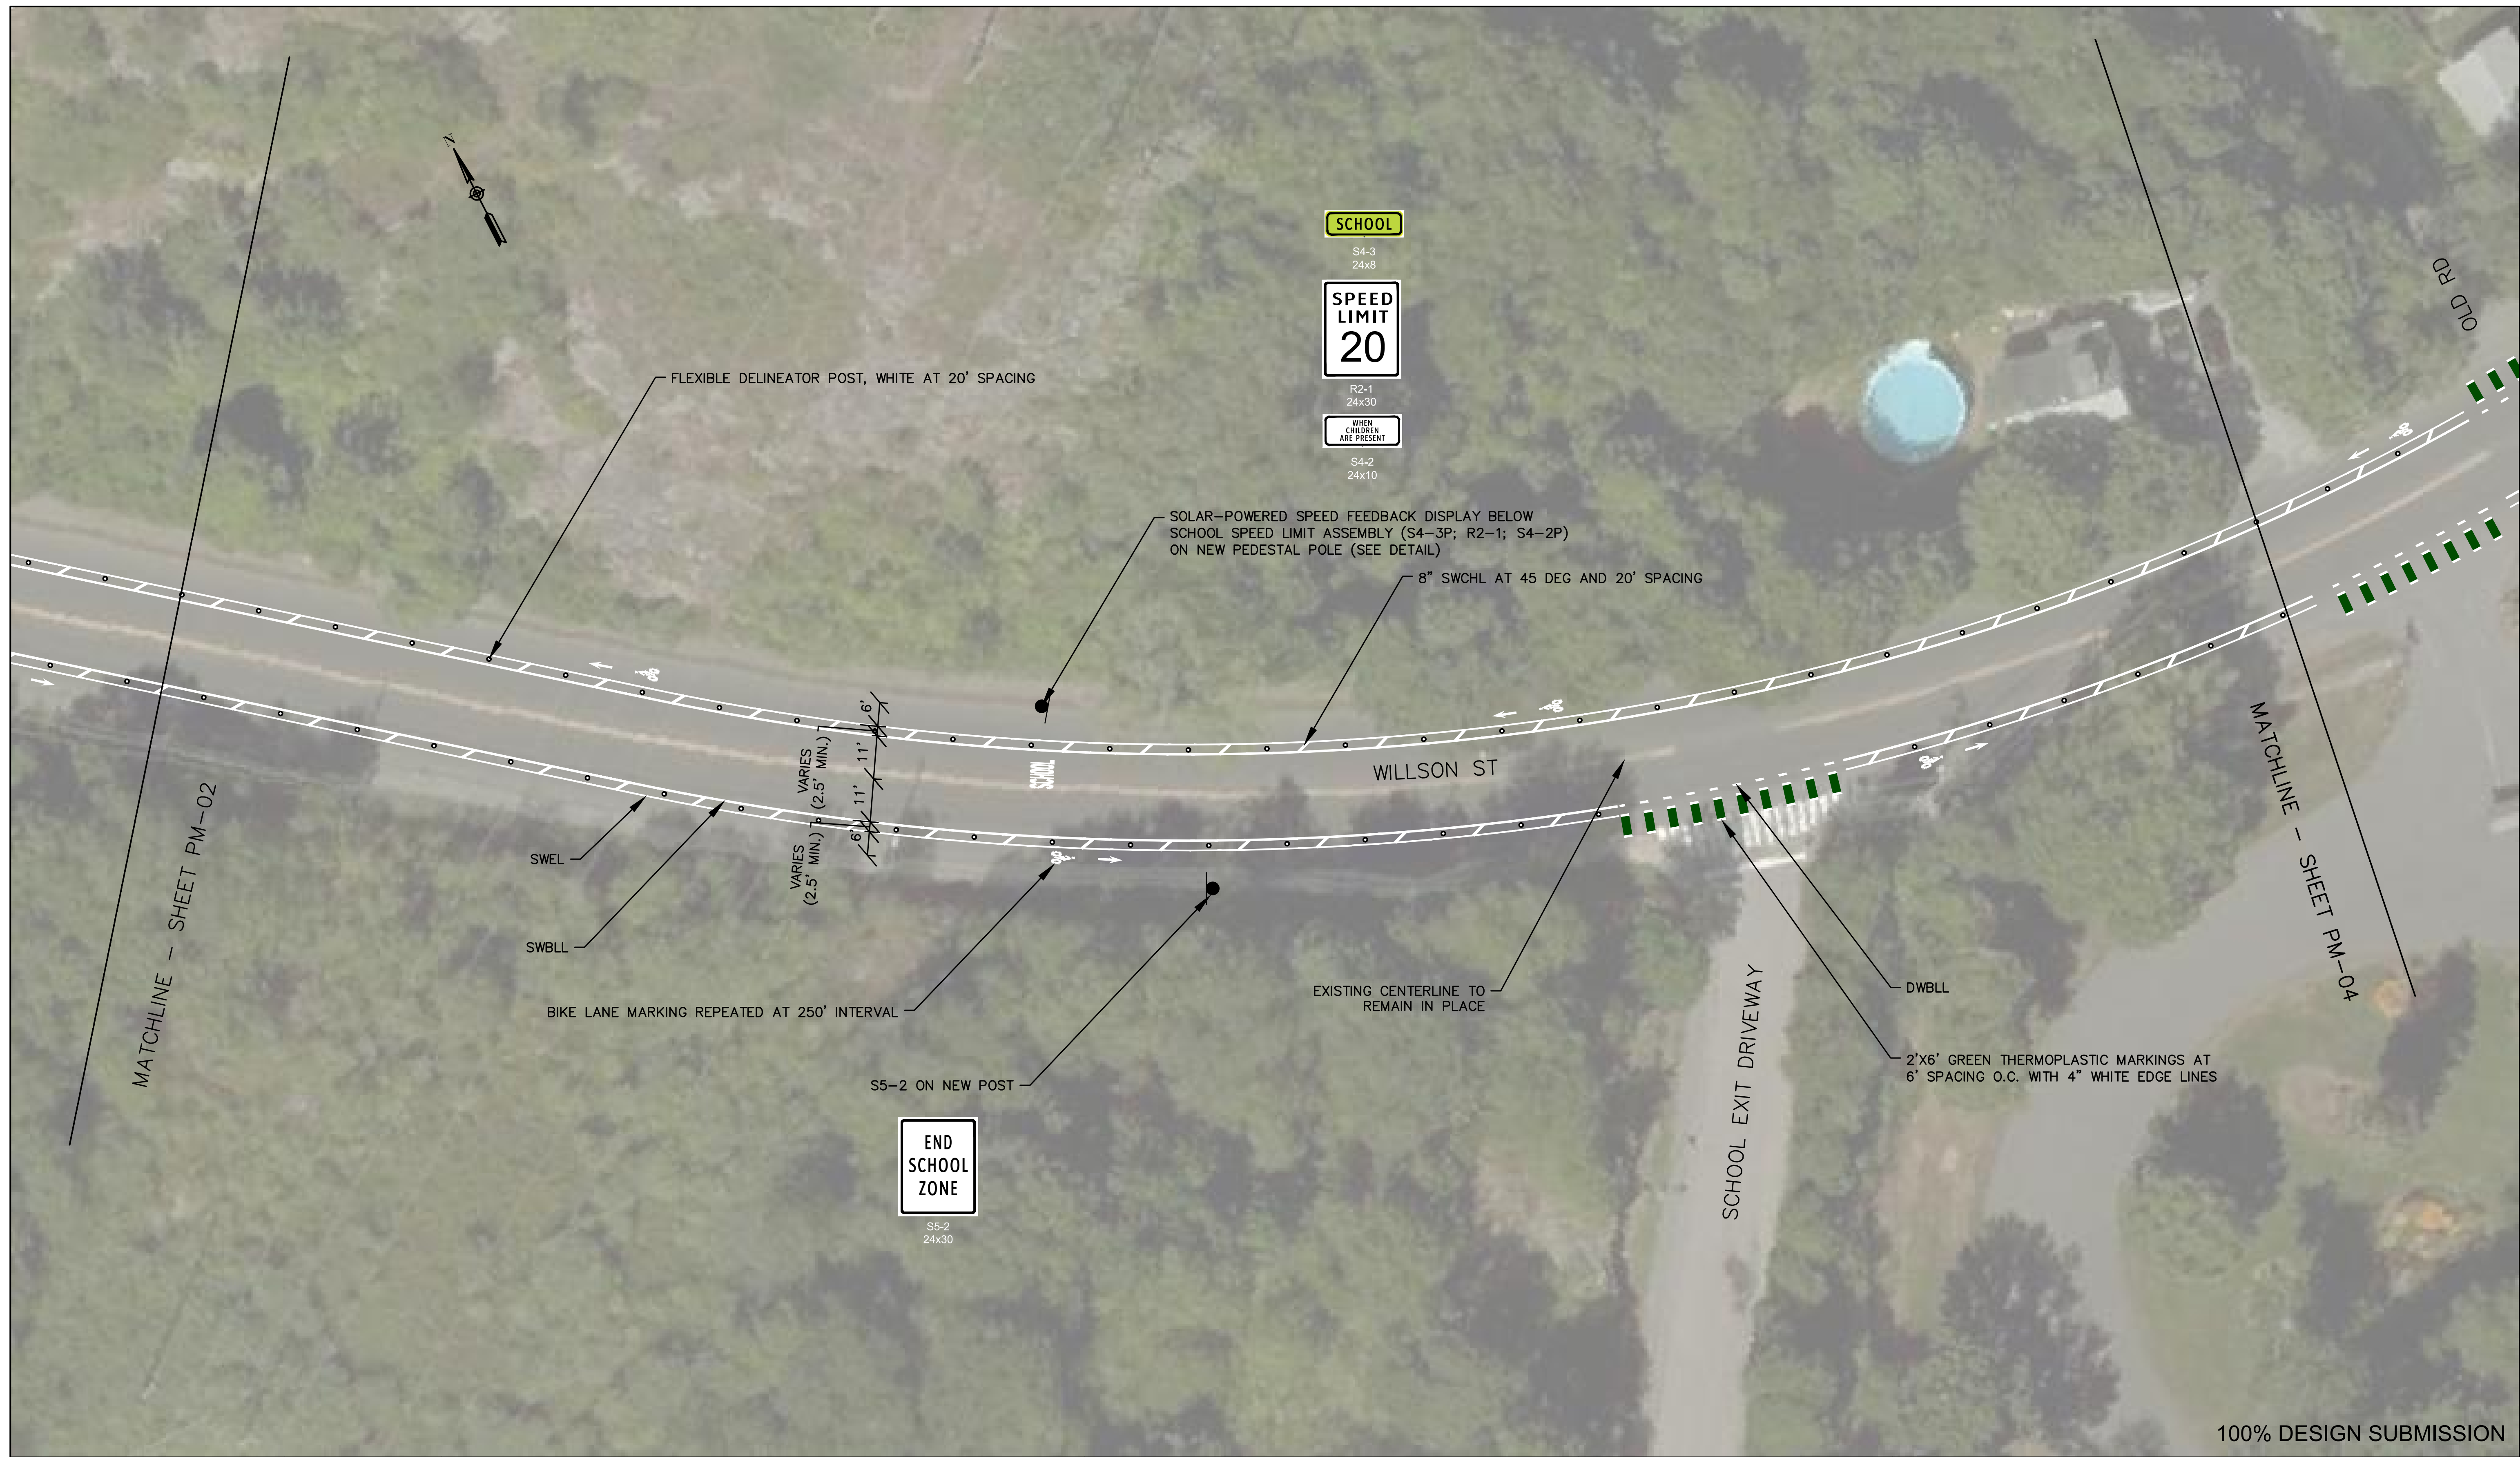 N
SCHOOL
S4-3
24x8
SPEED
LIMIT
20
R2-1
24x30
WHEN
CHILDREN
ARE PRESENT
S4-2
24x10
OLD RD
FLEXIBLE DELINEATOR POST, WHITE AT 20' SPACING
SOLAR-POWERED SPEED FEEDBACK DISPLAY BELOW
SCHOOL SPEED LIMIT ASSEMBLY (S4-3P; R2-1; S4-2P)
ON NEW PEDESTAL POLE (SEE DETAIL)
8" SWCHL AT 45 DEG AND 20' SPACING
6'
VARIES
(2.5' MIN.)
11'
11'
6'
VARIES
(2.5' MIN.)
SCHOOL
WILLSON ST
MATCHLINE - SHEET PM-02
MATCHLINE - SHEET PM-04
SWEL
SWBLL
BIKE LANE MARKING REPEATED AT 250' INTERVAL
EXISTING CENTERLINE TO
REMAIN IN PLACE
DWBLL
S5-2 ON NEW POST
2'X6' GREEN THERMOPLASTIC MARKINGS AT
6' SPACING O.C. WITH 4" WHITE EDGE LINES
SCHOOL EXIT DRIVEWAY
END
SCHOOL
ZONE
S5-2
24x30
100% DESIGN SUBMISSION